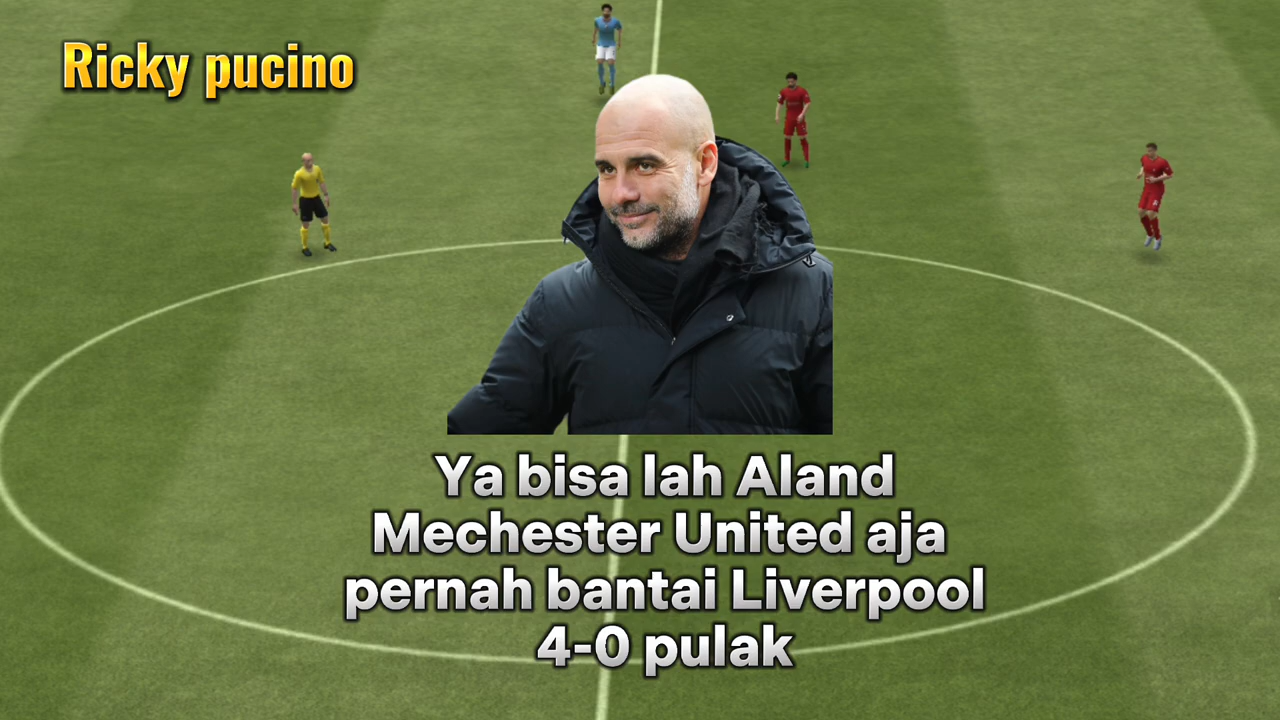 Ricky pucino
Ya bisa lah Aland
Mechester United aja
pernah bantai Liverpool
4-0 pulak